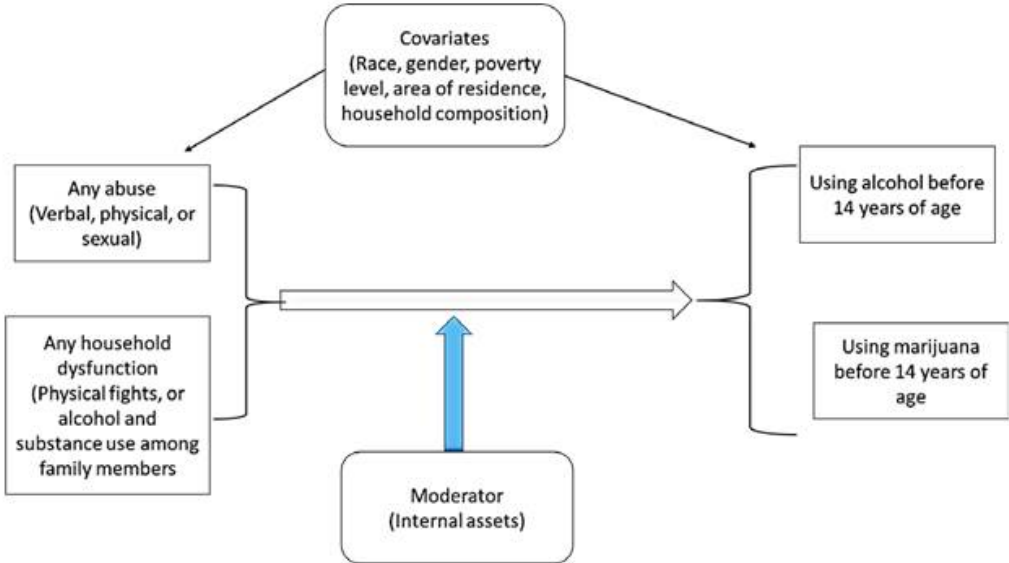 Covariates
(Race, gender, poverty
level, area of residence,
household composition)
Any abuse
(Verbal, physical, or
sexual)
Using alcohol before
14 years of age
Any household
dysfunction
(Physical fights, or
alcohol and
substance use among
family members
Using marijuana
before 14 years of
age
Moderator
(Internal assets)